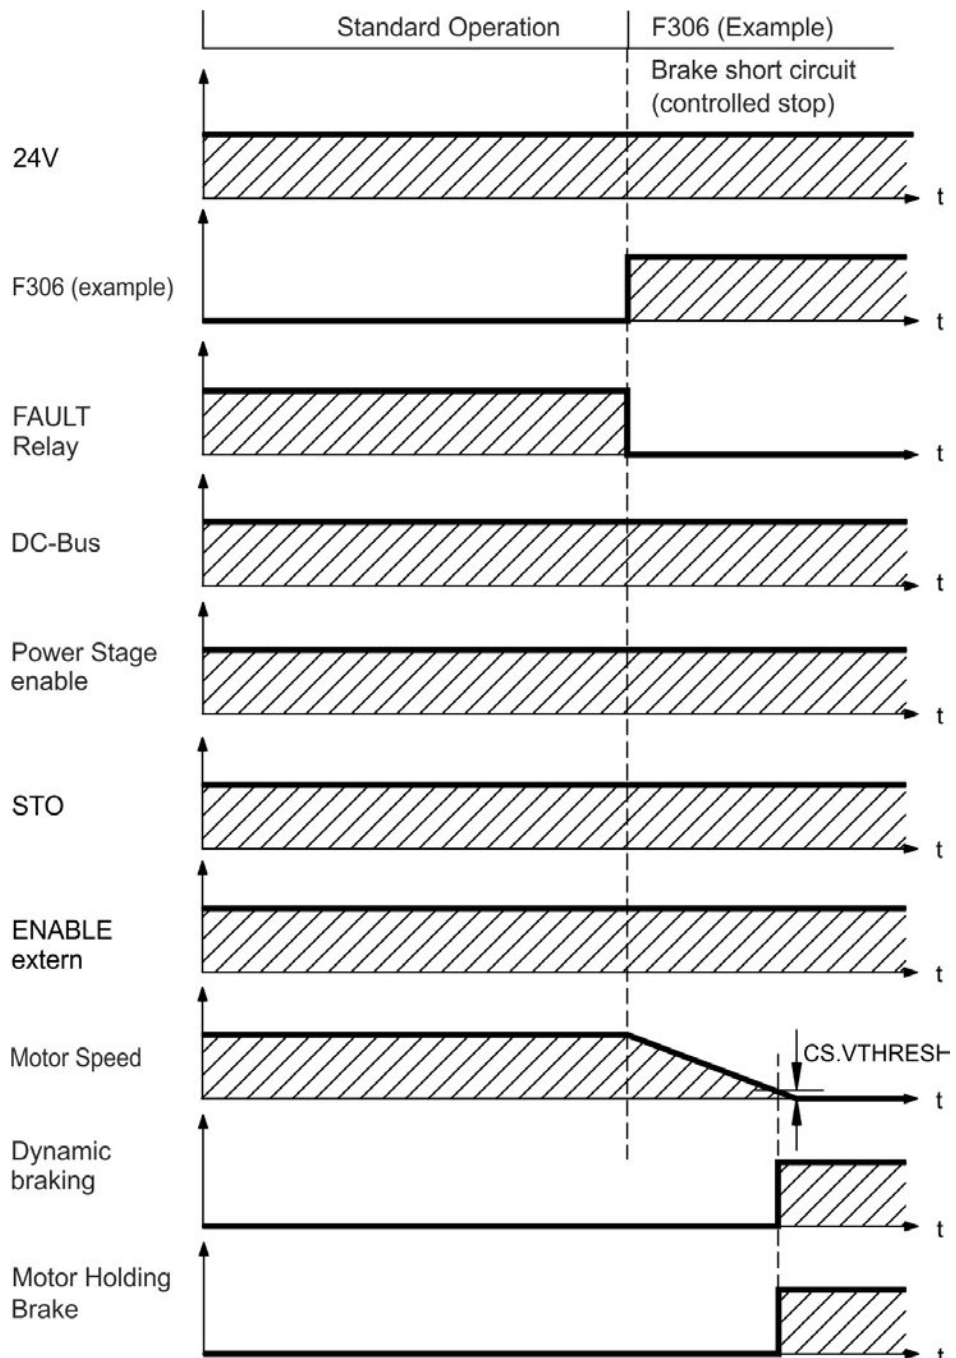 Standard Operation
F306 (Example)
Brake short circuit
(controlled stop)
24V
t
F306 (example)
t
FAULT
Relay
t
DC-Bus
t
Power Stage
enable
t
STO
t
ENABLE
extern
t
Motor Speed
CS.VTHRESH
t
Dynamic
braking
t
Motor Holding
Brake
t